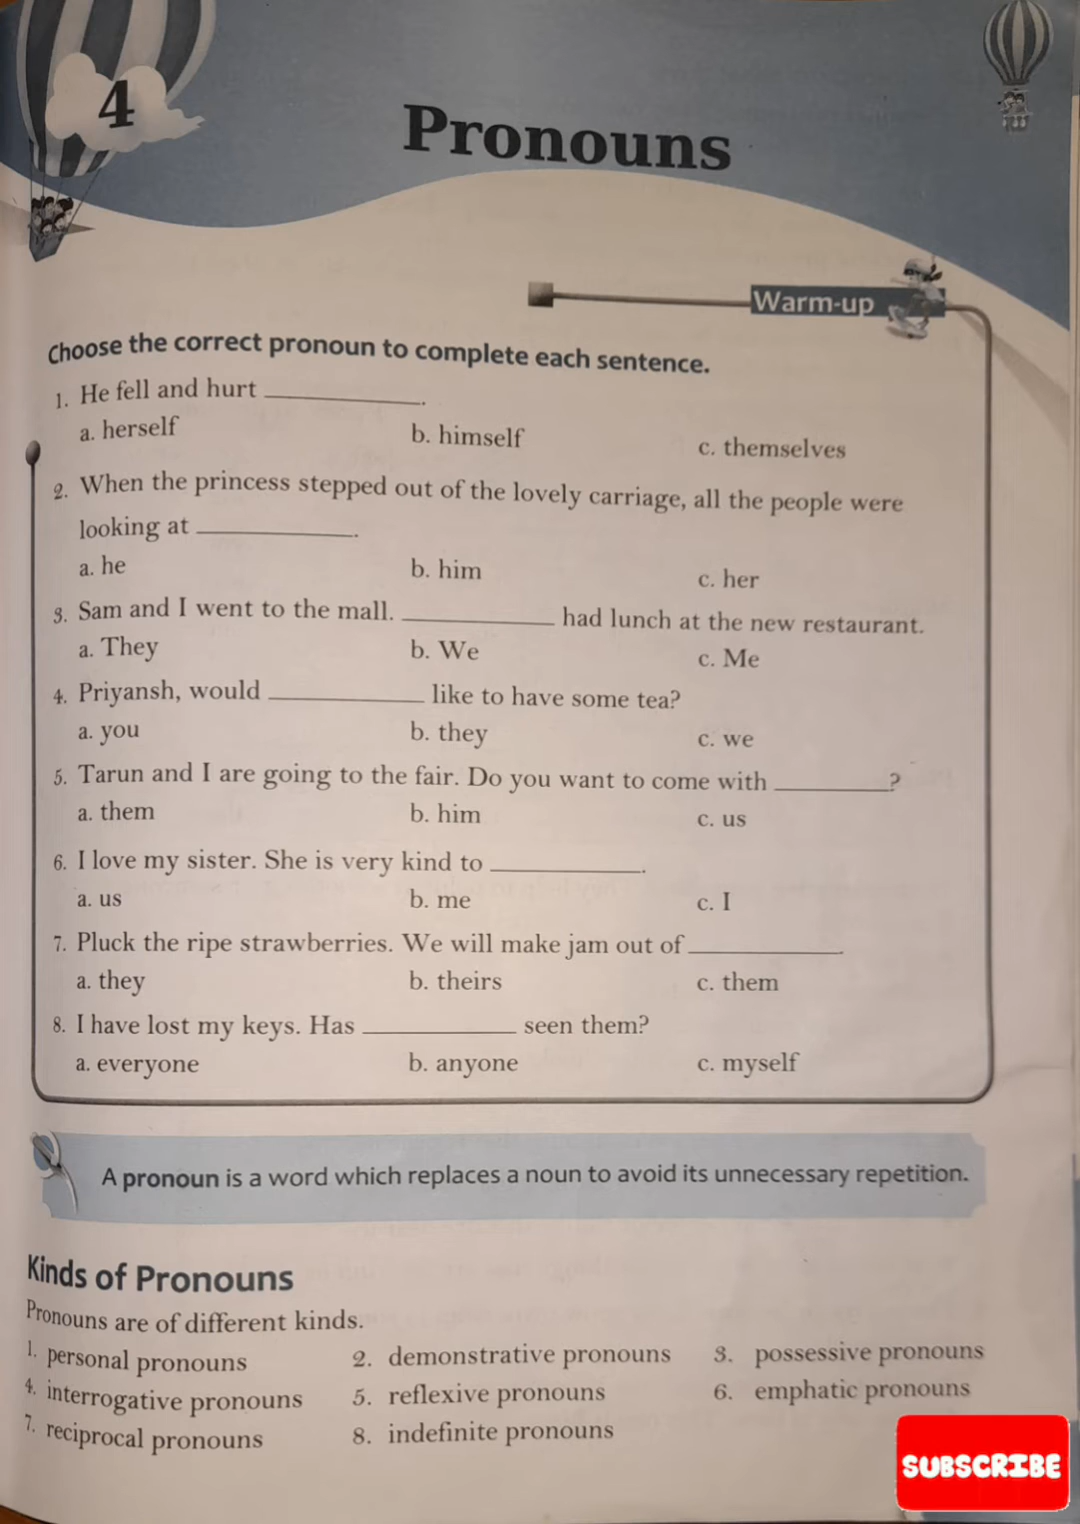 4
Pronouns
Warm-up
Choose the correct pronoun to complete each sentence.
1. He fell and hurt ____________.
a. herself b. himself c. themselves
2. When the princess stepped out of the lovely carriage, all the people were
looking at ____________.
a. he b. him c. her
3. Sam and I went to the mall. ____________ had lunch at the new restaurant.
a. They b. We c. Me
4. Priyansh, would ____________ like to have some tea?
a. you b. they c. we
5. Tarun and I are going to the fair. Do you want to come with _________?
a. them b. him c. us
6. I love my sister. She is very kind to ____________.
a. us b. me c. I
7. Pluck the ripe strawberries. We will make jam out of ____________.
a. they b. theirs c. them
8. I have lost my keys. Has ____________ seen them?
a. everyone b. anyone c. myself
A pronoun is a word which replaces a noun to avoid its unnecessary repetition.
Kinds of Pronouns
Pronouns are of different kinds.
1. personal pronouns 2. demonstrative pronouns 3. possessive pronouns
4. interrogative pronouns 5. reflexive pronouns 6. emphatic pronouns
7. reciprocal pronouns 8. indefinite pronouns
SUBSCRIBE